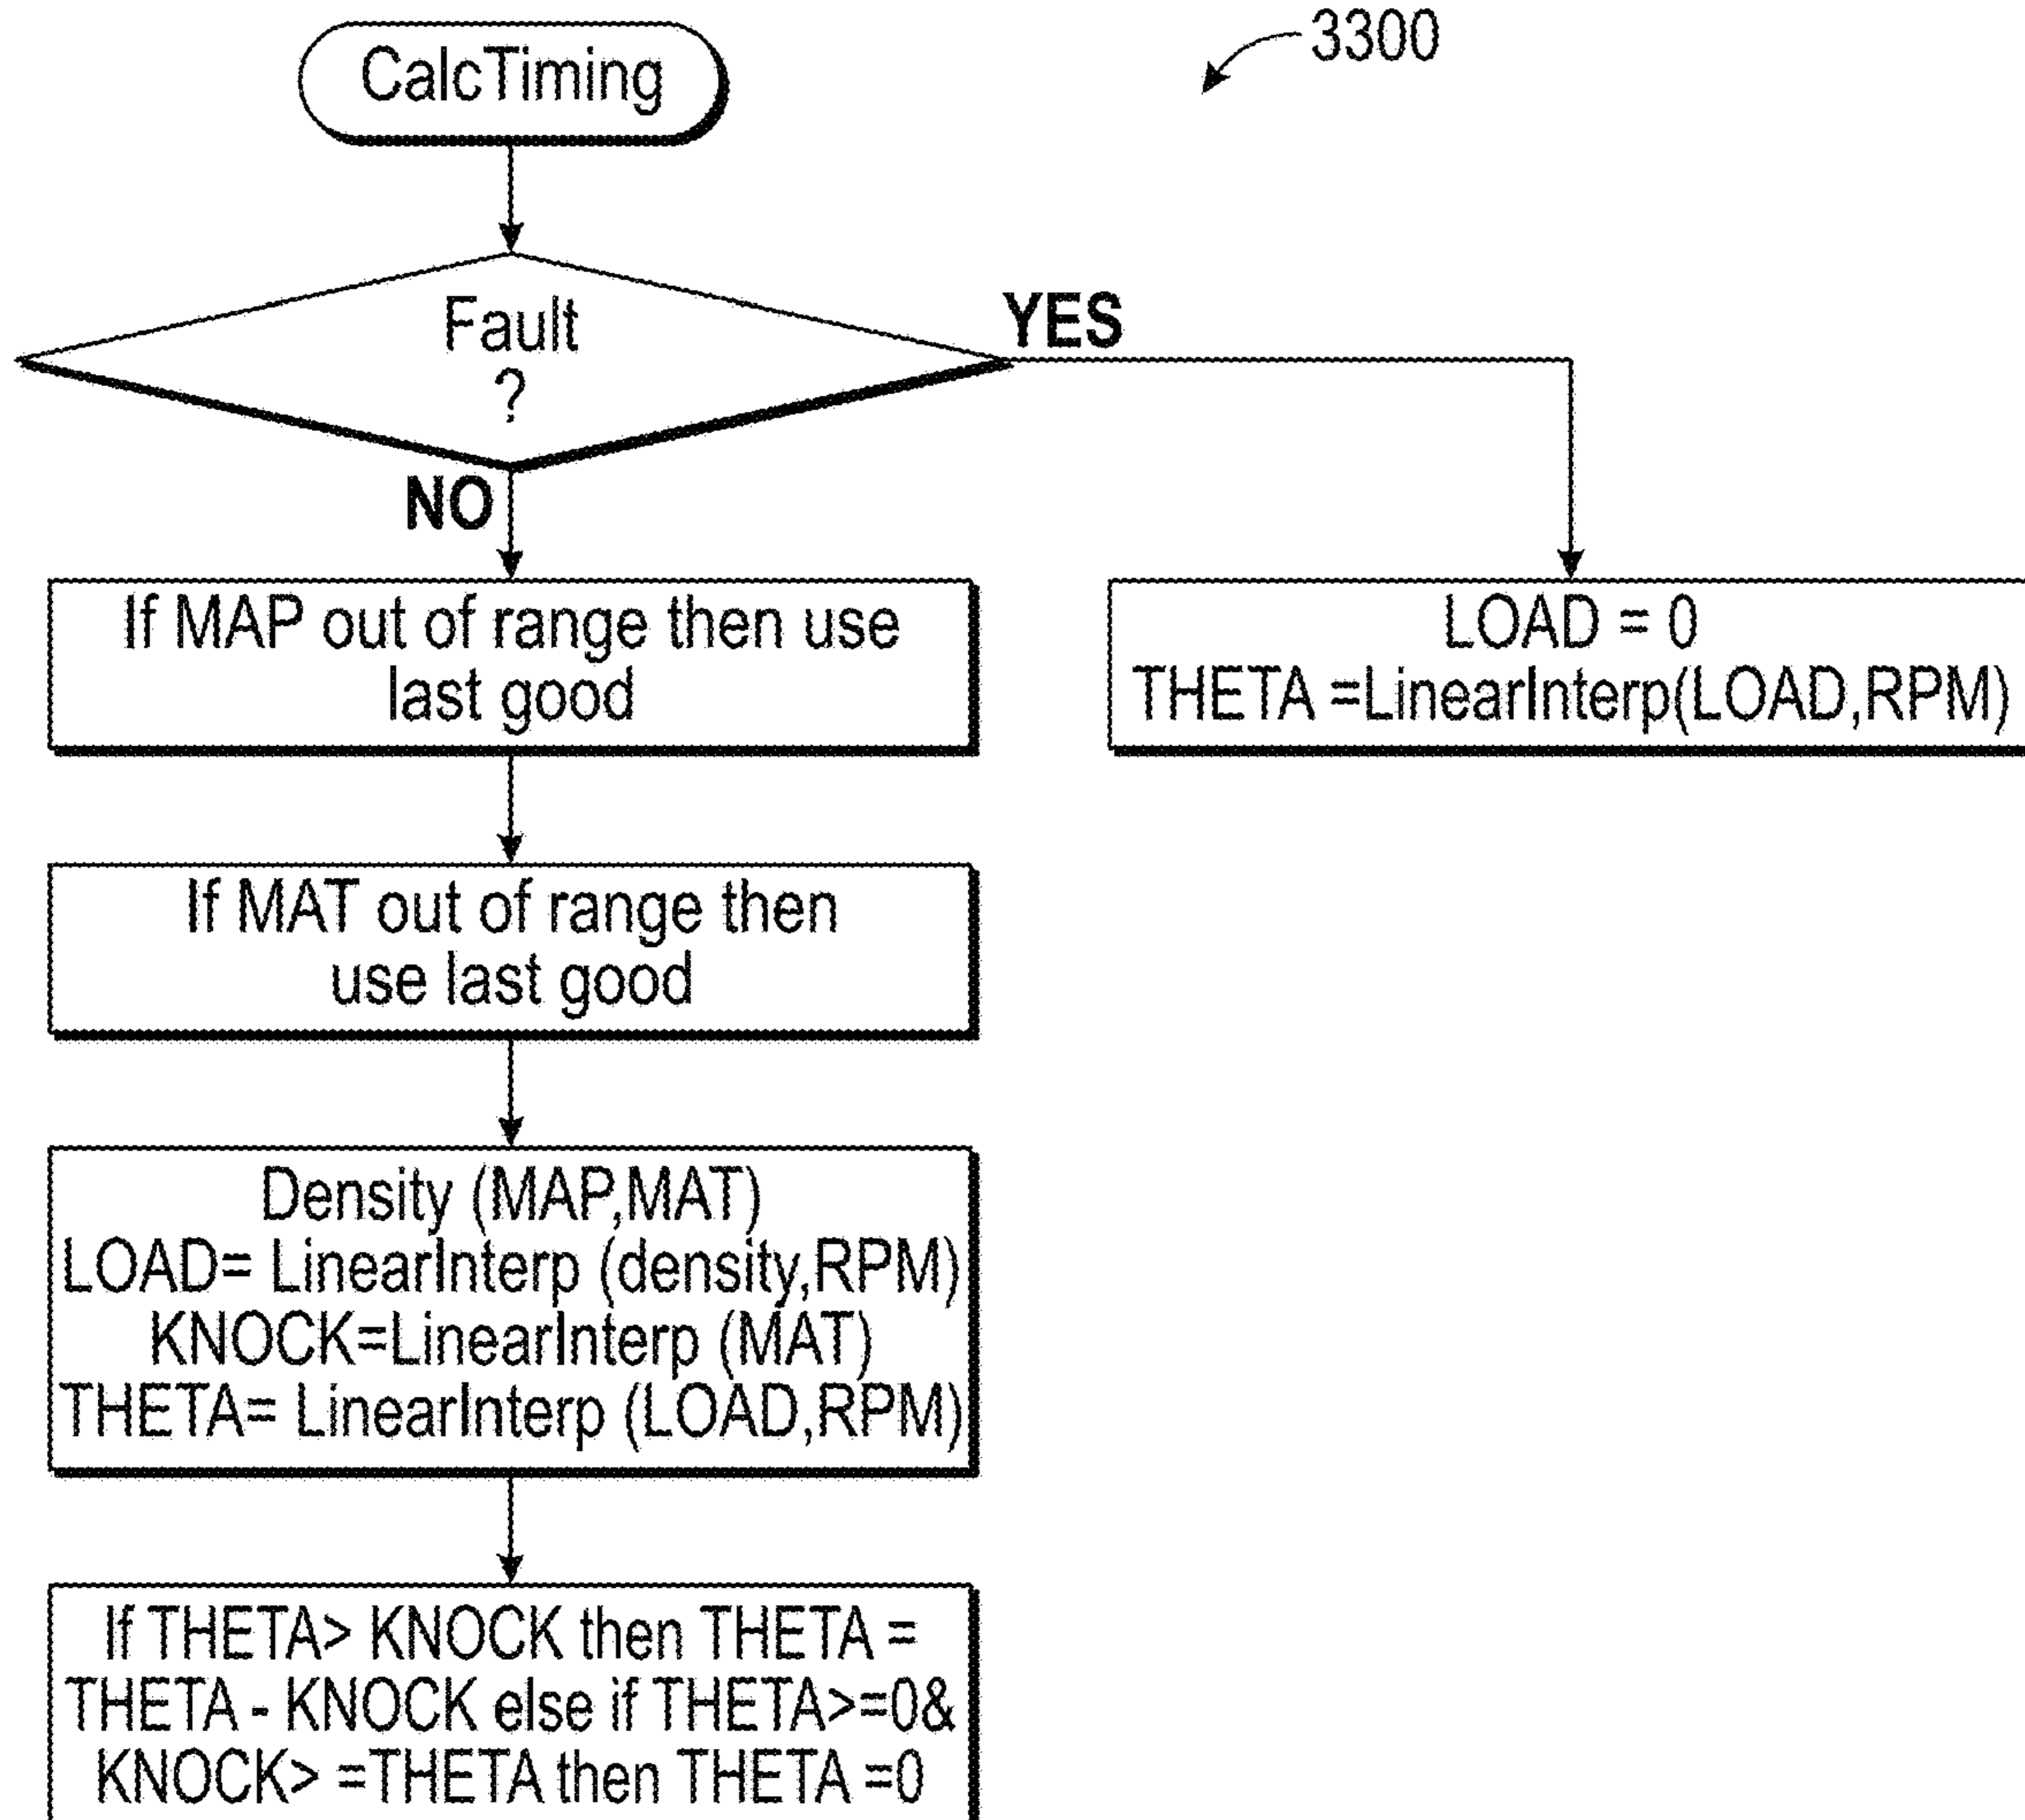 CalcTiming
3300
Fault
?
YES
NO
If MAP out of range then use
last good
LOAD = 0
THETA =LinearInterp(LOAD,RPM)
If MAT out of range then
use last good
Density (MAP,MAT)
LOAD= LinearInterp (density,RPM)
KNOCK=LinearInterp (MAT)
THETA= LinearInterp (LOAD,RPM)
If THETA> KNOCK then THETA =
THETA - KNOCK else if THETA>=0&
KNOCK> =THETA then THETA =0